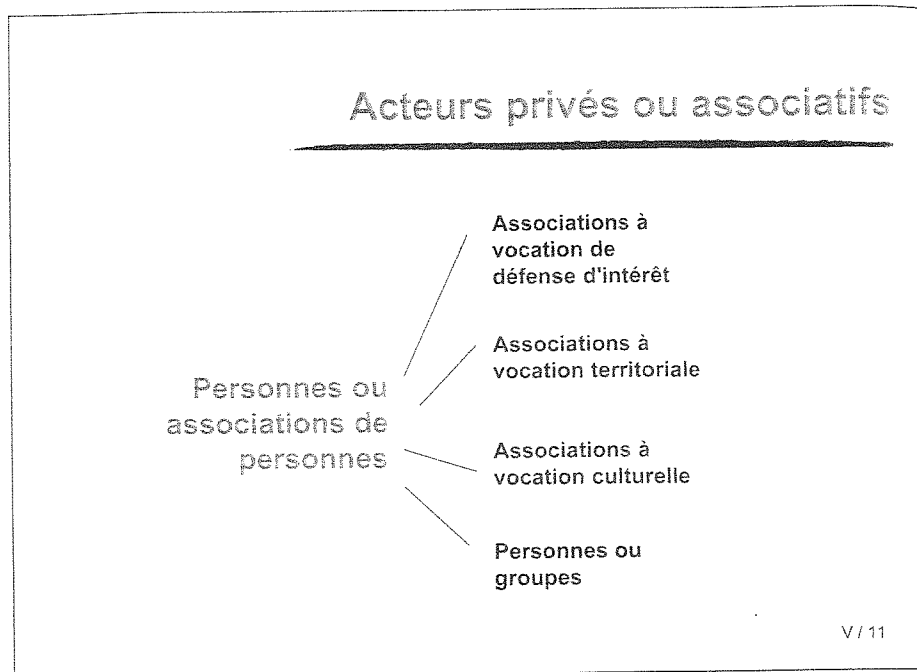 Acteurs privés ou associatifs
Associations à
vocation de
défense d'intérêt
Associations à
vocation territoriale
Personnes ou
associations de
personnes
Associations à
vocation culturelle
Personnes ou
groupes
V / 11